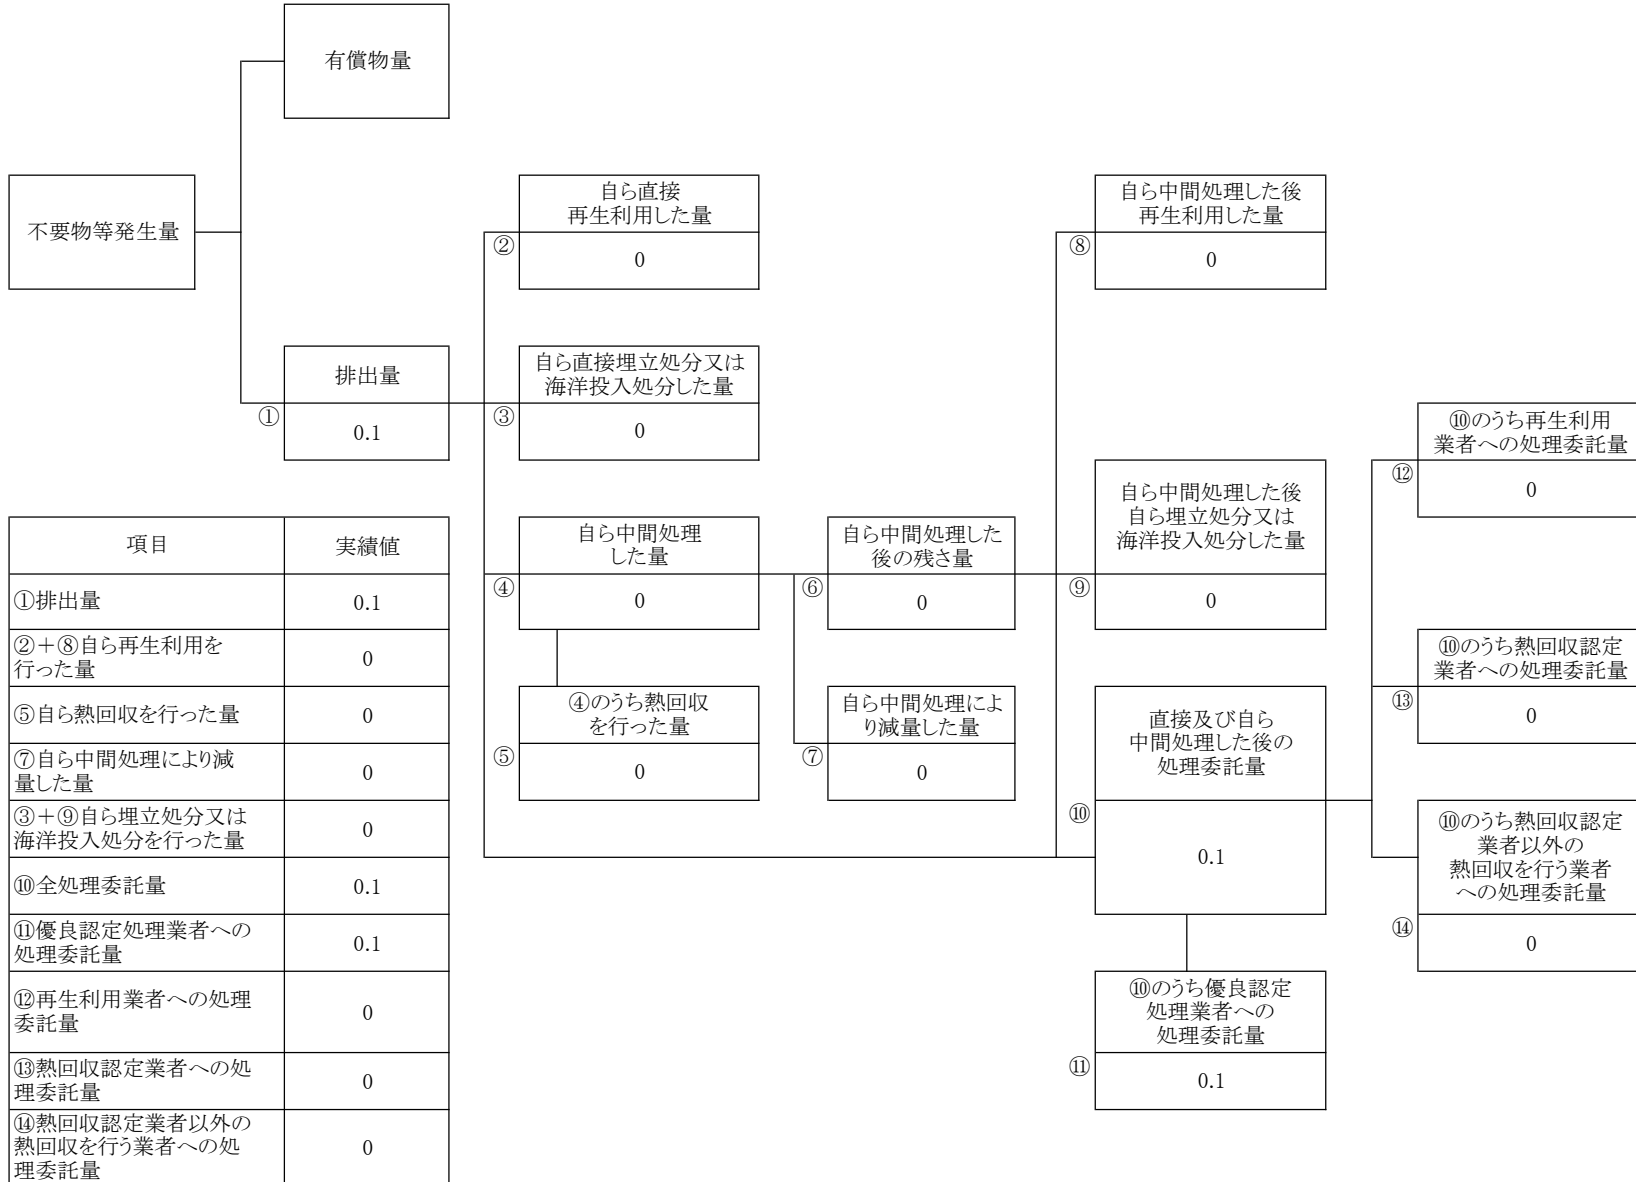 有償物量
不要物等発生量
自ら直接
再生利用した量
②
0
自ら中間処理した後
再生利用した量
⑧
0
排出量
①
0.1
自ら直接埋立処分又は
海洋投入処分した量
③
0
⑩のうち再生利用
業者への処理委託量
⑫
0
自ら中間処理
した量
④
0
自ら中間処理した
後の残さ量
⑥
0
自ら中間処理した後
自ら埋立処分又は
海洋投入処分した量
⑨
0
⑩のうち熱回収認定
業者への処理委託量
⑬
0
④のうち熱回収
を行った量
⑤
0
自ら中間処理によ
り減量した量
⑦
0
直接及び自ら
中間処理した後の
処理委託量
⑩
0.1
⑩のうち熱回収認定
業者以外の
熱回収を行う業者
への処理委託量
⑭
0
⑩のうち優良認定
処理業者への
処理委託量
⑪
0.1
項目 実績値
①排出量 0.1
②+⑧自ら再生利用を
行った量 0
⑤自ら熱回収を行った量 0
⑦自ら中間処理により減
量した量 0
③+⑨自ら埋立処分又は
海洋投入処分を行った量 0
⑩全処理委託量 0.1
⑪優良認定処理業者への
処理委託量 0.1
⑫再生利用業者への処理
委託量 0
⑬熱回収認定業者への処
理委託量 0
⑭熱回収認定業者以外の
熱回収を行う業者への処
理委託量 0